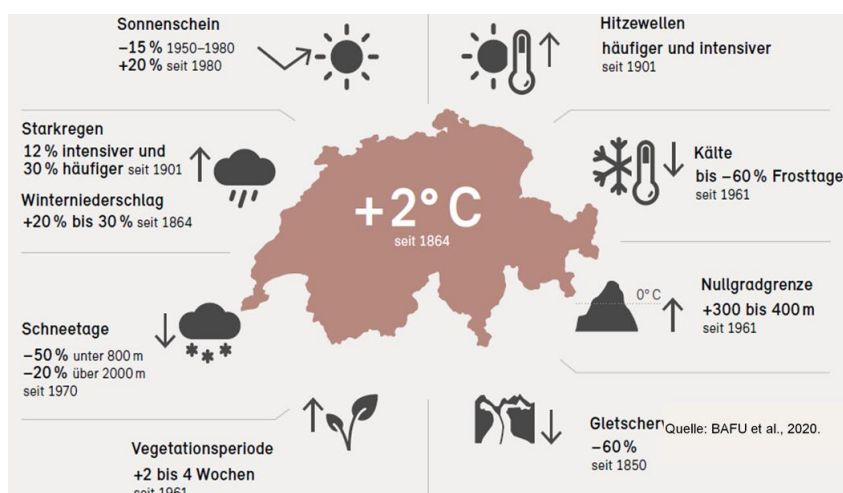 Sonnenschein
–15 % 1950–1980
+20 % seit 1980
Hitzewellen
häufiger und intensiver
seit 1901
Starkregen
12 % intensiver und
30 % häufiger seit 1901
Winterniederschlag
+20 % bis 30 % seit 1864
+2° C
seit 1864
Kälte
bis –60 % Frosttage
seit 1961
Nullgradgrenze
0° C
+300 bis 400 m
seit 1961
Schneetage
–50 % unter 800 m
–20 % über 2000 m
seit 1970
Vegetationsperiode
+2 bis 4 Wochen
seit 1961
Quelle: BAFU et al., 2020.
–60 %
seit 1850